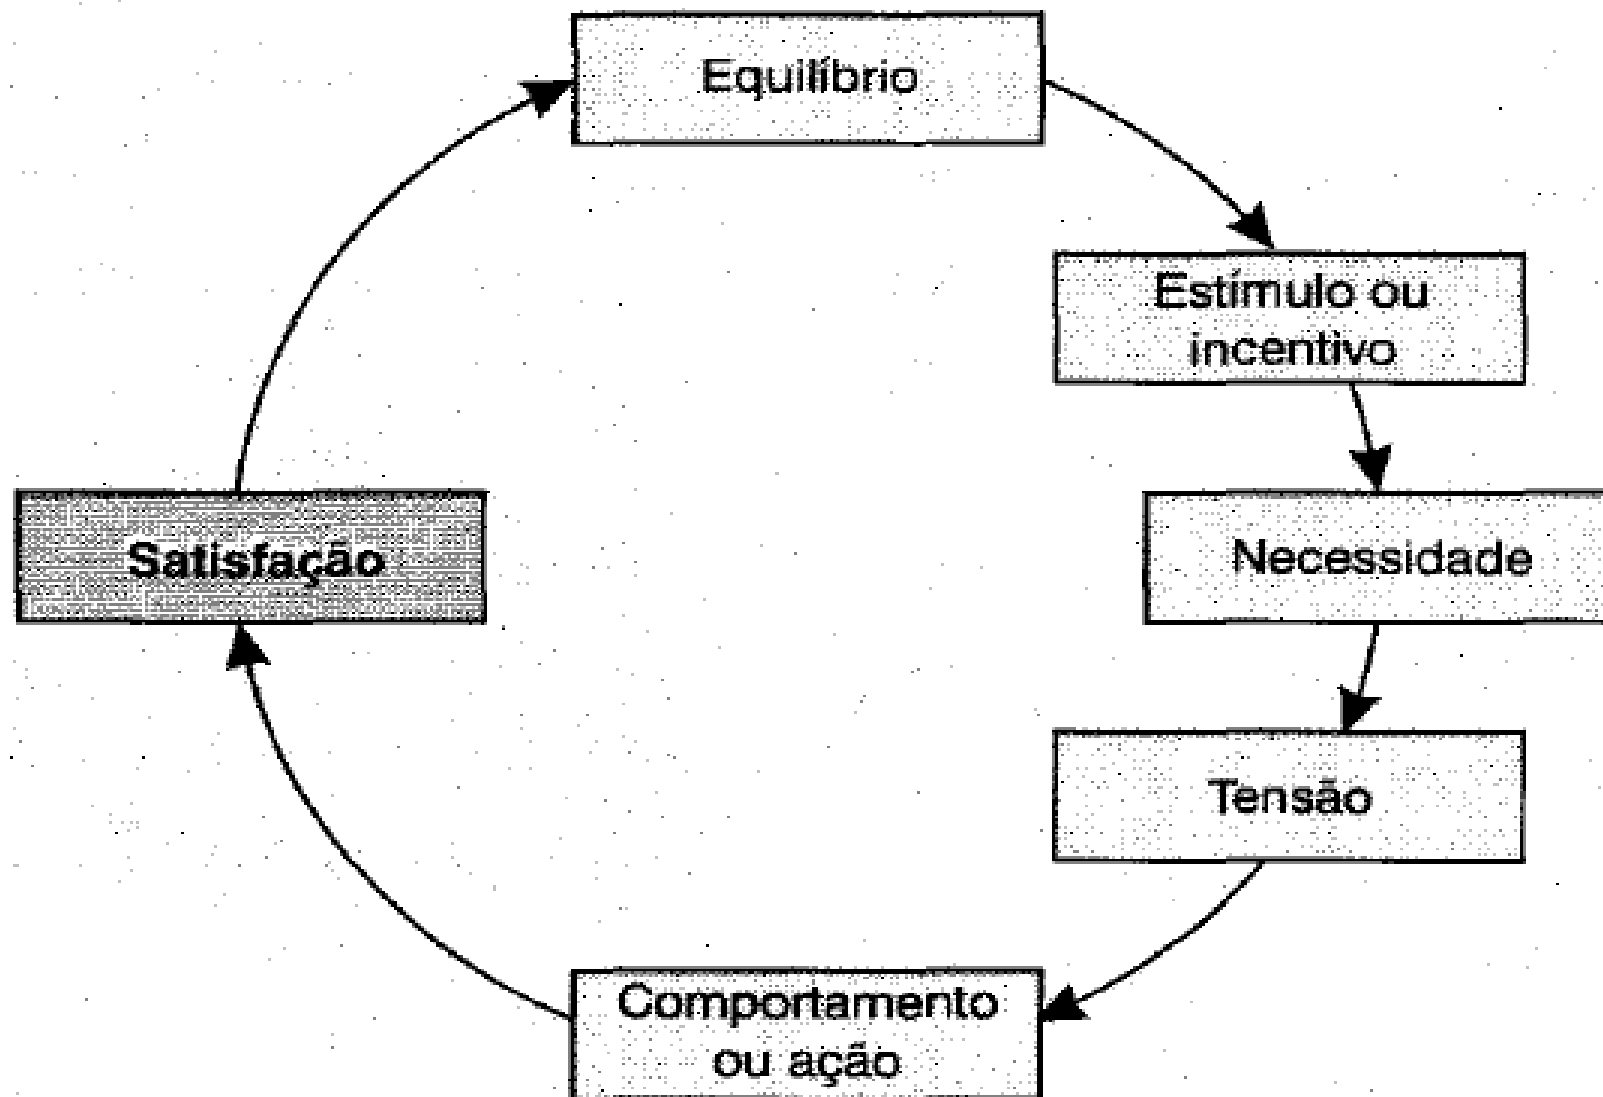 Equilíbrio
Estímulo ou
incentivo
Necessidade
Tensão
Comportamento
ou ação
Satisfação